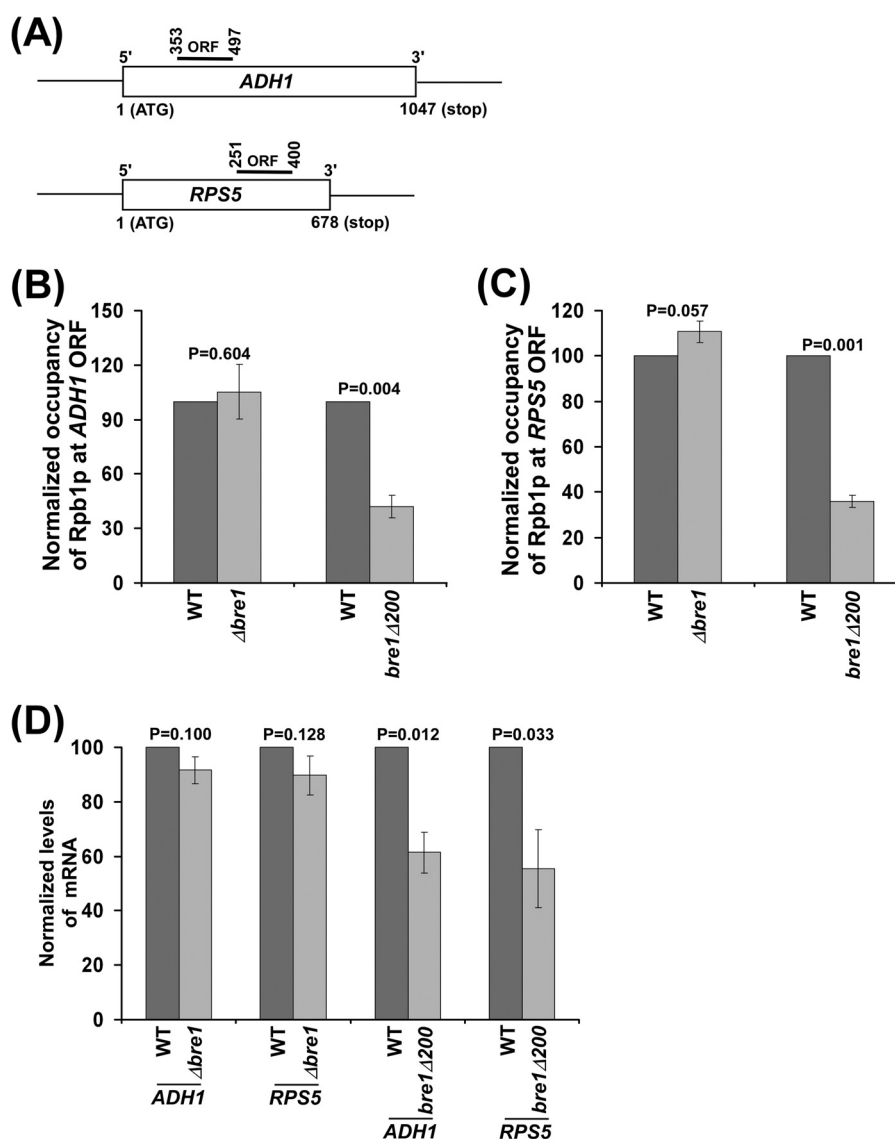 (A)
353 ORF 497
5' 3'
ADH1
1 (ATG) 1047 (stop)
251 ORF 400
5' 3'
RPS5
1 (ATG) 678 (stop)
(B)
Normalized occupancy
of Rpb1p at ADH1 ORF
150
120
90
60
30
0
P=0.604
P=0.004
WT
Δbre1
WT
bre1Δ200
(C)
Normalized occupancy
of Rpb1p at RPS5 ORF
120
100
80
60
40
20
0
P=0.057
P=0.001
WT
Δbre1
WT
bre1Δ200
(D)
Normalized levels
of mRNA
100
80
60
40
20
0
P=0.100
P=0.128
P=0.012
P=0.033
WT
Δbre1
ADH1
WT
Δbre1
RPS5
WT
bre1Δ200
ADH1
WT
bre1Δ200
RPS5